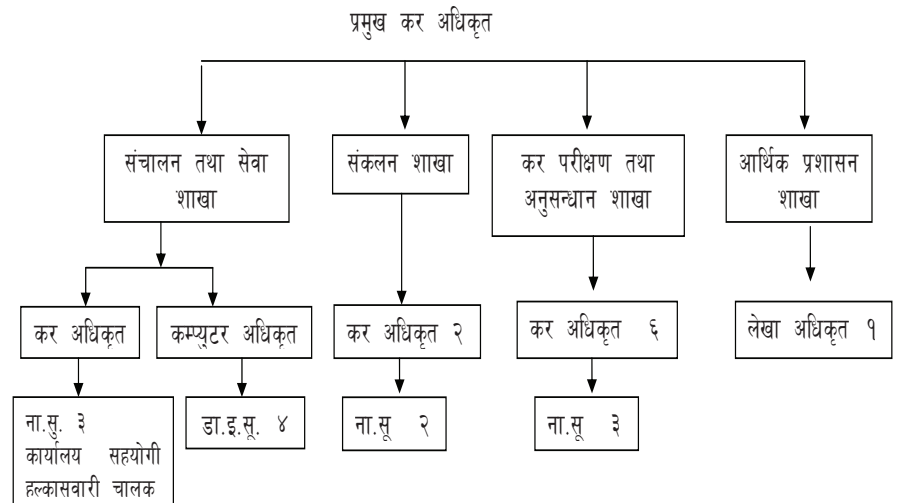 प्रमुख कर अधिकृत
संचालन तथा सेवा
शाखा
संकलन शाखा
कर परीक्षण तथा
अनुसन्धान शाखा
आर्थिक प्रशासन
शाखा
कर अधिकृत
कम्प्युटर अधिकृत
कर अधिकृत २
कर अधिकृत ६
लेखा अधिकृत १
ना.सु. ३
कार्यालय सहयोगी
हल्कासवारी चालक
डा.इ.सू. ४
ना.सू २
ना.सू ३